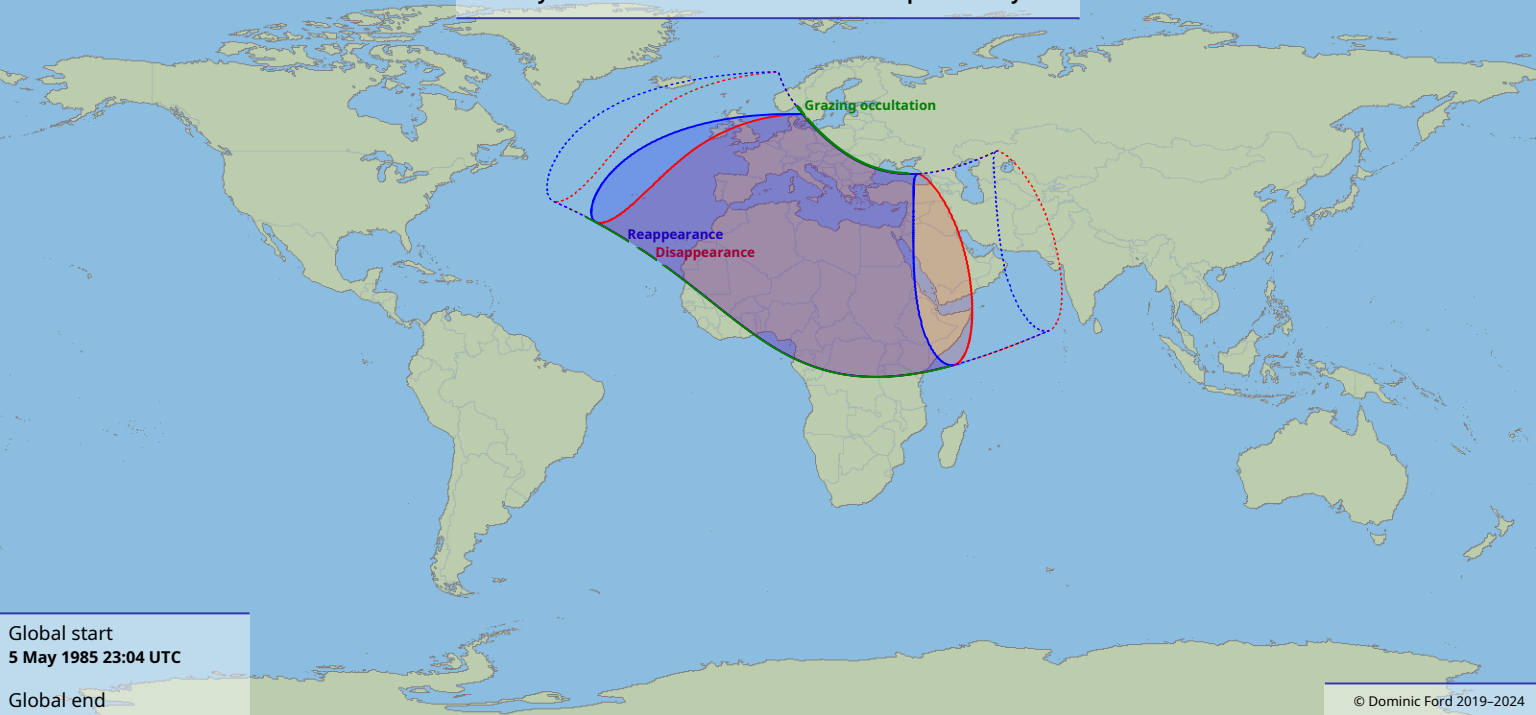 Grazing occultation
Reappearance
Disappearance
Global start
5 May 1985 23:04 UTC
Global end
© Dominic Ford 2019–2024